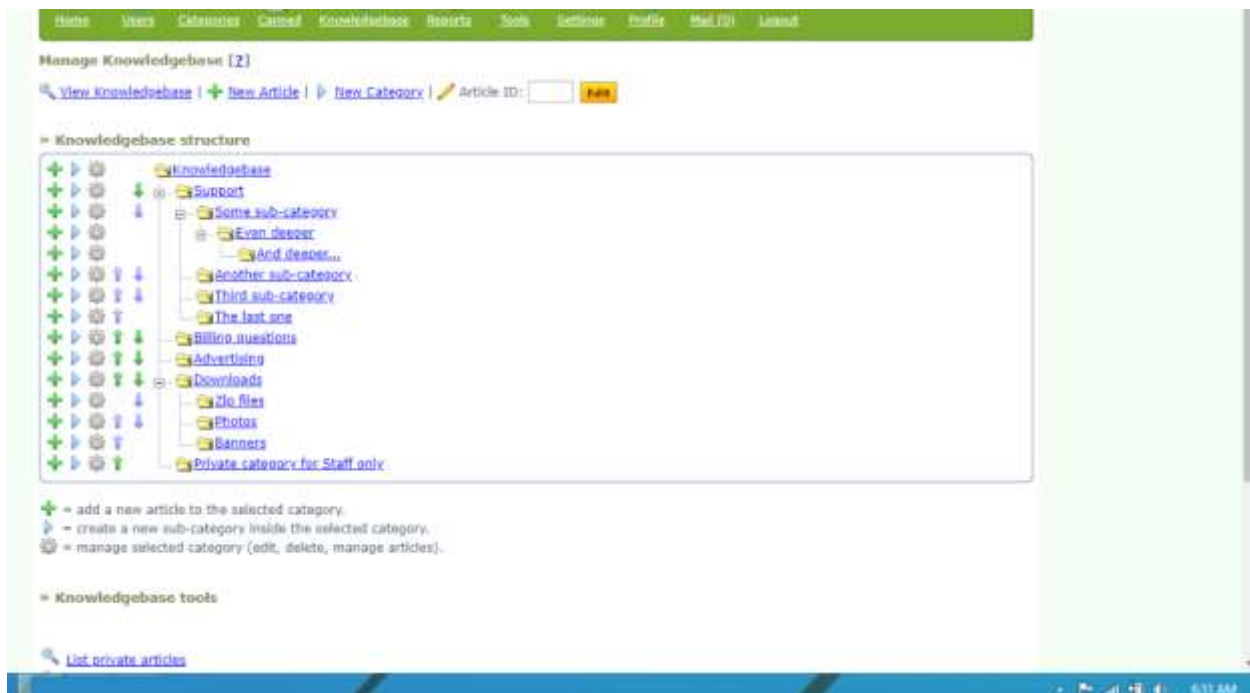 Home Users Categories Canned Knowledgebase Reports Tools Settings Profile Mail (0) Logout
Manage Knowledgebase [?]
View Knowledgebase | New Article | New Category | Article ID: Edit
» Knowledgebase structure
Knowledgebase
Support
Some sub-category
Even deeper
And deeper...
Another sub-category
Third sub-category
The last one
Billing questions
Advertising
Downloads
Zip files
Photos
Banners
Private category for Staff only
= add a new article to the selected category.
= create a new sub-category inside the selected category.
= manage selected category (edit, delete, manage articles).
» Knowledgebase tools
List private articles